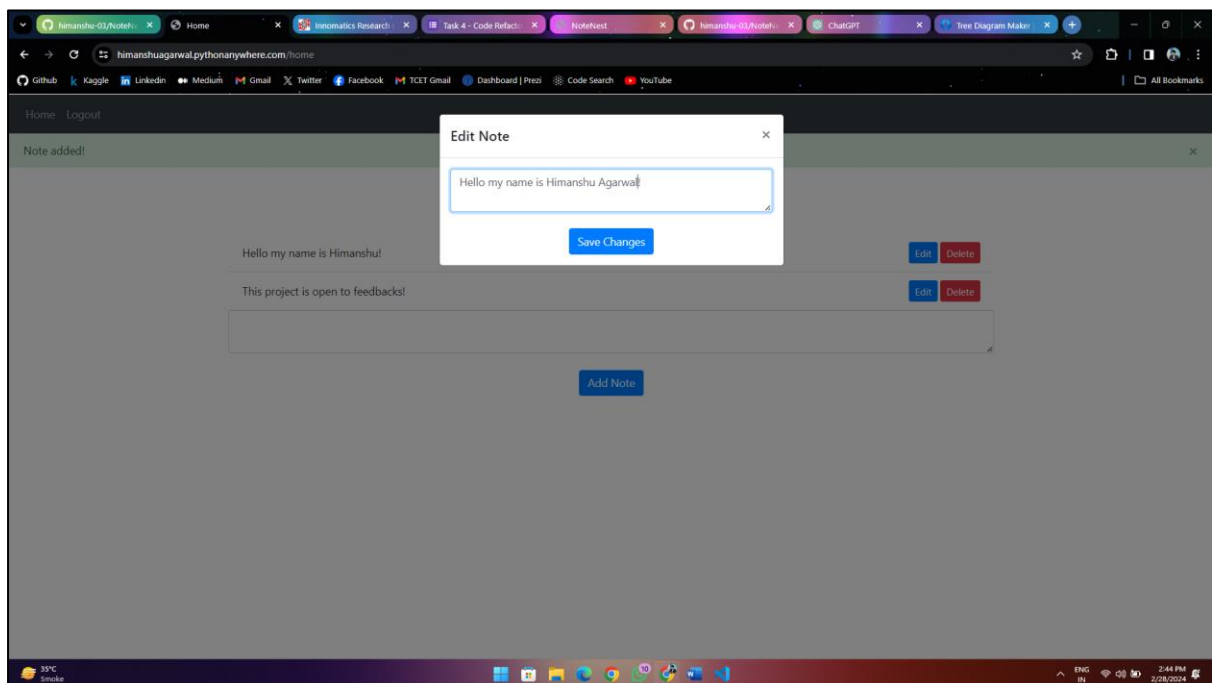 himanshu-03/NoteN
Home
Innomatics Research
Task 4 - Code Refacto
NoteNest
himanshu-03/NoteN
ChatGPT
Tree Diagram Maker
himanshuagarwal.pythonanywhere.com/home
Github Kaggle Linkedin Medium Gmail Twitter Facebook TCET Gmail Dashboard | Prezi Code Search YouTube All Bookmarks
Home Logout
Note added!
Edit Note
Hello my name is Himanshu Agarwal!
Save Changes
Hello my name is Himanshu! Edit Delete
This project is open to feedbacks! Edit Delete
Add Note
35°C
Smoke
10
ENG
IN
2:44 PM
2/28/2024